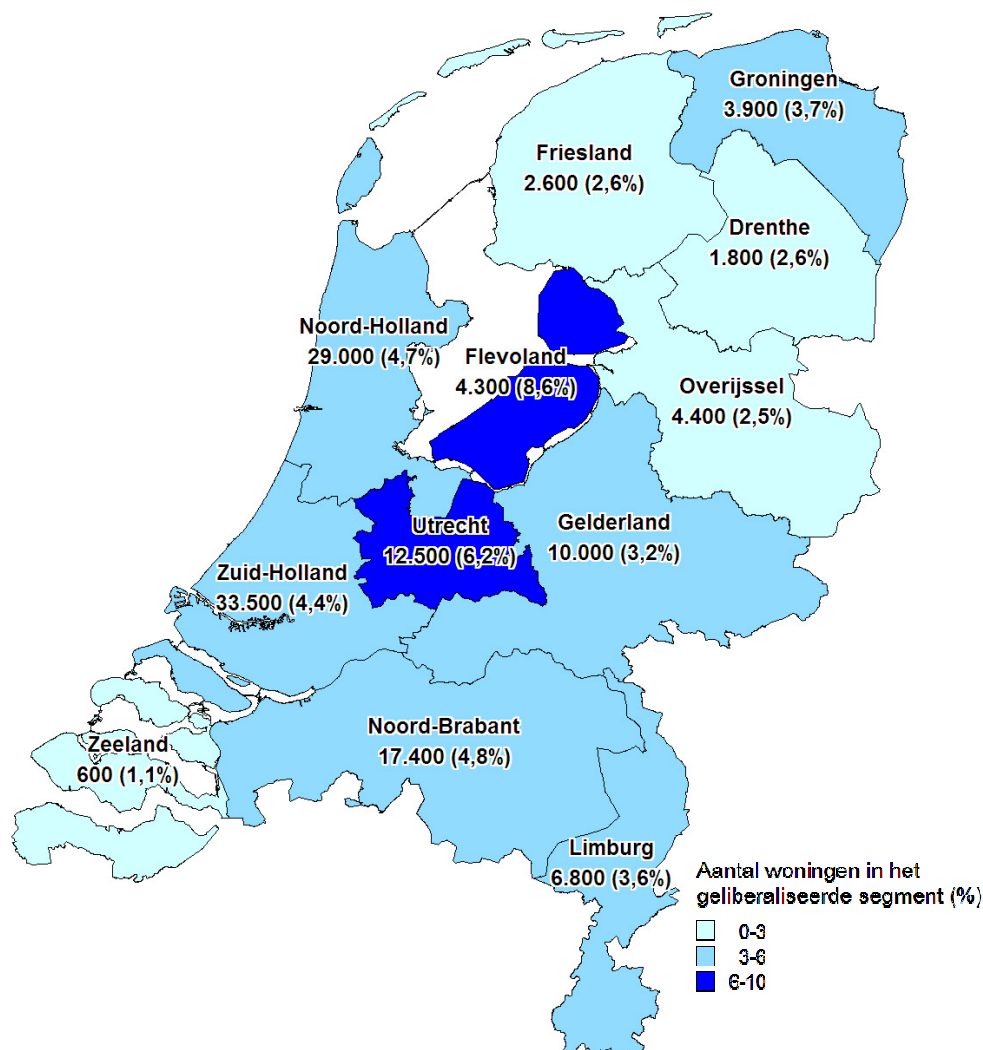 Groningen
3.900 (3,7%)
Friesland
2.600 (2,6%)
Drenthe
1.800 (2,6%)
Noord-Holland
29.000 (4,7%)
Flevoland
4.300 (8,6%)
Overijssel
4.400 (2,5%)
Utrecht
12.500 (6,2%)
Gelderland
10.000 (3,2%)
Zuid-Holland
33.500 (4,4%)
Noord-Brabant
17.400 (4,8%)
Zeeland
600 (1,1%)
Limburg
6.800 (3,6%)
Aantal woningen in het
geliberaliseerde segment (%)
0-3
3-6
6-10